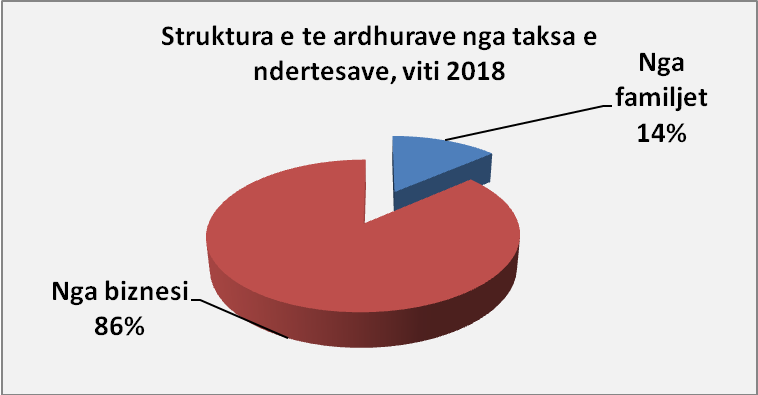 Struktura e te ardhurave nga taksa e
ndertesave, viti 2018
Nga
familjet
14%
Nga biznesi
86%